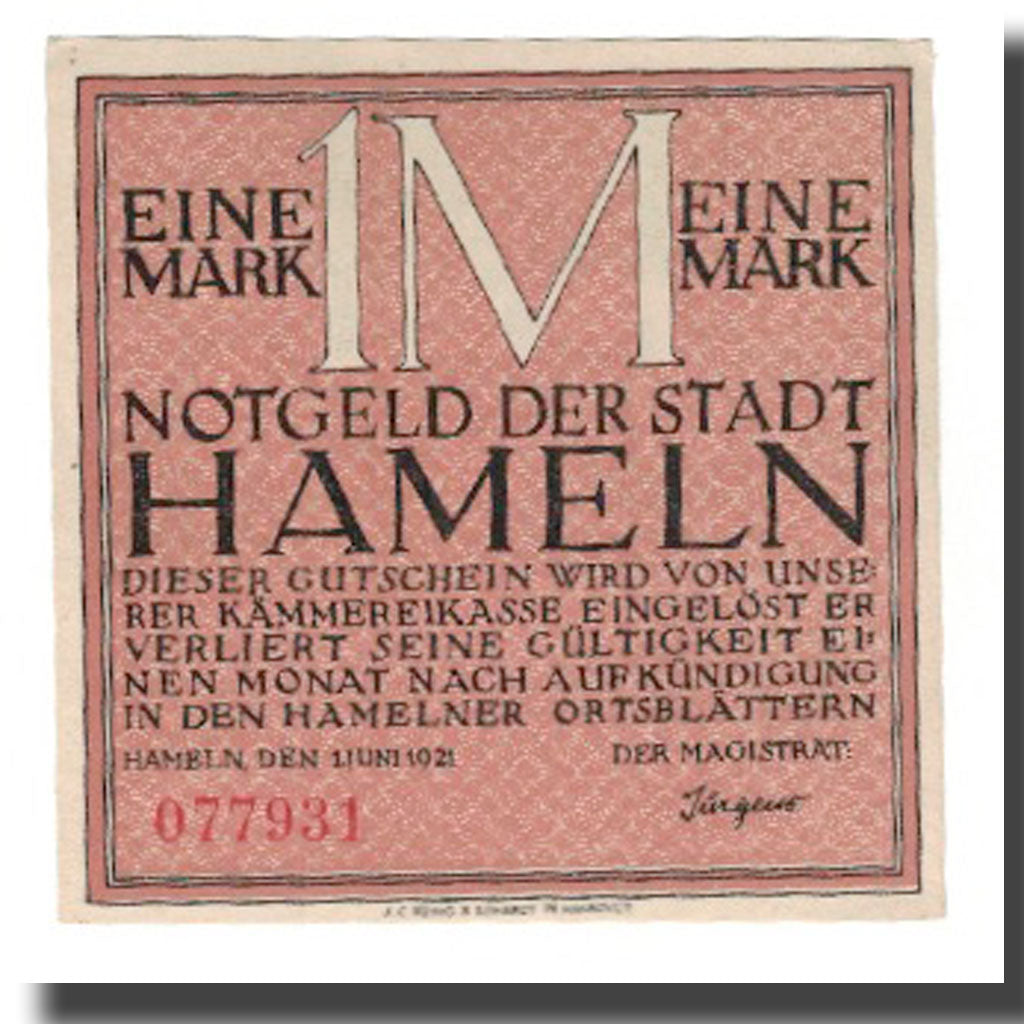 1M
EINE
MARK
EINE
MARK
NOTGELD DER STADT
HAMELN
DIESER GUTSCHEIN WIRD VON UNSE=
RER KÄMMEREIKASSE EINGELÖST ER
VERLIERT SEINE GÜLTIGKEIT EI=
NEN MONAT NACH AUFKÜNDIGUNG
IN DEN HAMELNER ORTSBLÄTTERN
HAMELN, DEN 1.JUNI 1921
DER MAGISTRAT:
077931
Jürgens
IN HANNOVER